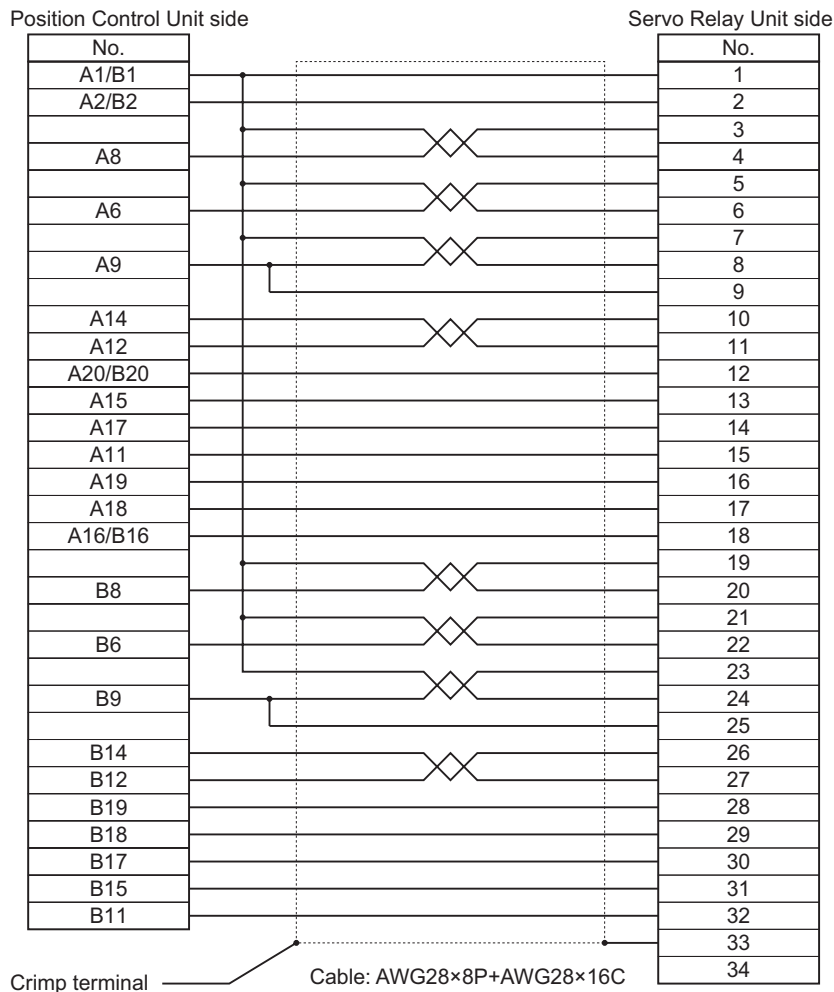 Position Control Unit side Servo Relay Unit side
No. No.
A1/B1 1
A2/B2 2
3
A8 4
5
A6 6
7
A9 8
9
A14 10
A12 11
A20/B20 12
A15 13
A17 14
A11 15
A19 16
A18 17
A16/B16 18
19
B8 20
21
B6 22
23
B9 24
25
B14 26
B12 27
B19 28
B18 29
B17 30
B15 31
B11 32
33
34
Crimp terminal Cable: AWG28×8P+AWG28×16C